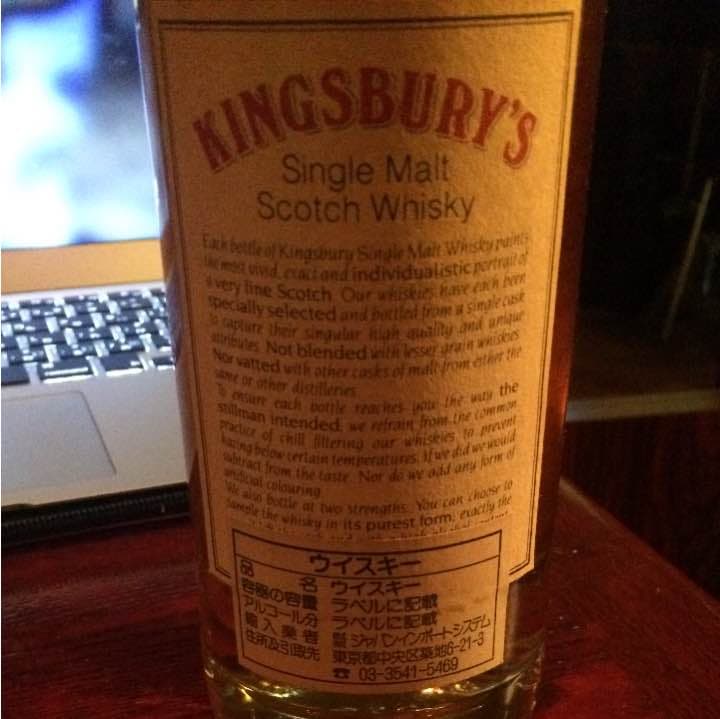 KINGSBURY'S
Single Malt
Scotch Whisky
Each bottle of Kingsbury Single Malt Whisky paints
the most vivid, exact and individualistic portrait of
a very fine Scotch. Our whiskies have each been
specially selected and bottled from a single cask
to capture their singular high quality and unique
attributes. Not blended with lesser grain whiskies.
Nor vatted with other casks of malt from either the
same or other distilleries.
To ensure each bottle reaches you the way the
stillman intended, we refrain from the common
practice of chill filtering our whiskies to prevent
hazing below certain temperatures. If we did we would
subtract from the taste. Nor do we add any form of
artificial colouring.
We also bottle at two strengths. You can choose to
sample the whisky in its purest form, exactly the
ウイスキー
品名 ウイスキー
容器の容量 ラベルに記載
アルコール分 ラベルに記載
輸入業者 ジャパンインポートシステム
住所及引取先 東京都中央区築地6-21-3
☎ 03-3541-5469